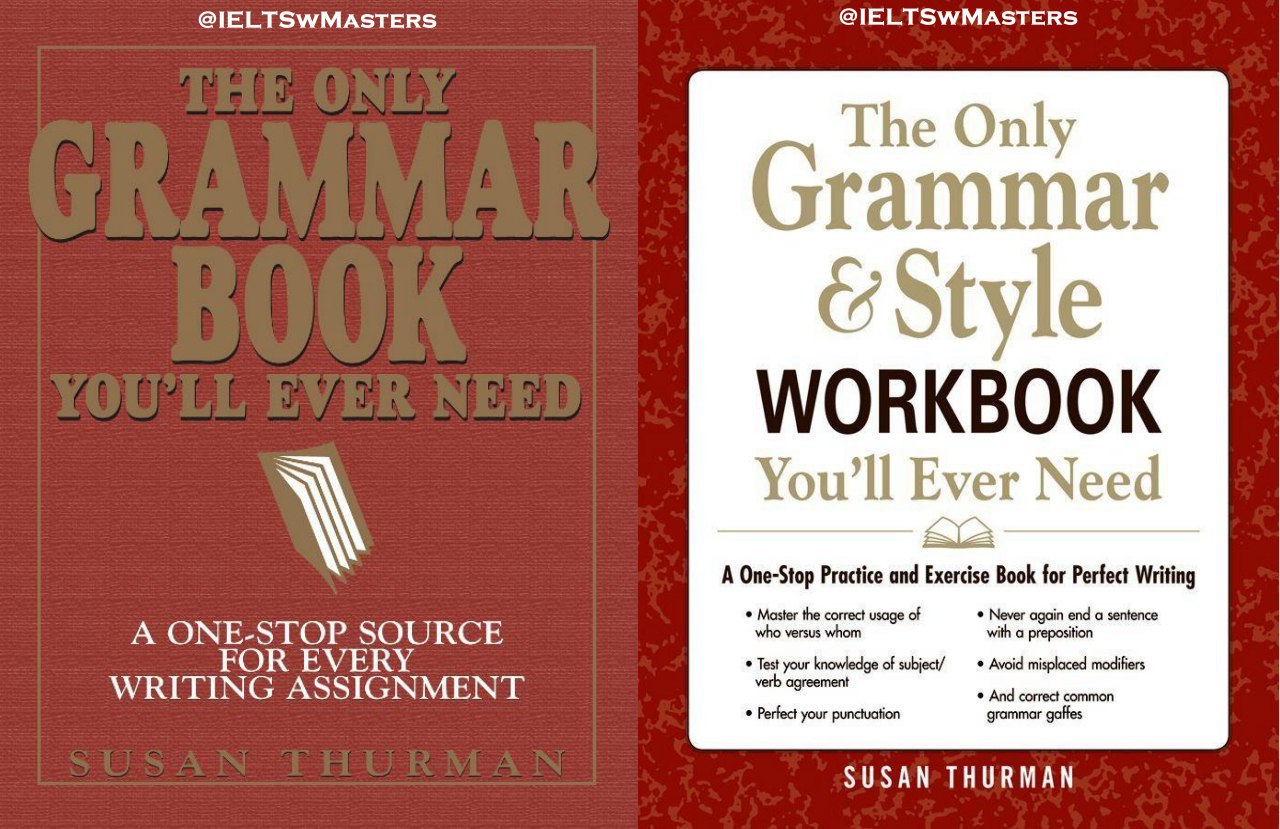 @IELTSwMasters
THE ONLY
GRAMMAR
BOOK
YOU'LL EVER NEED
A ONE-STOP SOURCE
FOR EVERY
WRITING ASSIGNMENT
SUSAN THURMAN
@IELTSwMasters
The Only
Grammar
& Style
WORKBOOK
You'll Ever Need
A One-Stop Practice and Exercise Book for Perfect Writing
• Master the correct usage of
who versus whom
• Test your knowledge of subject/
verb agreement
• Perfect your punctuation
• Never again end a sentence
with a preposition
• Avoid misplaced modifiers
• And correct common
grammar gaffes
SUSAN THURMAN